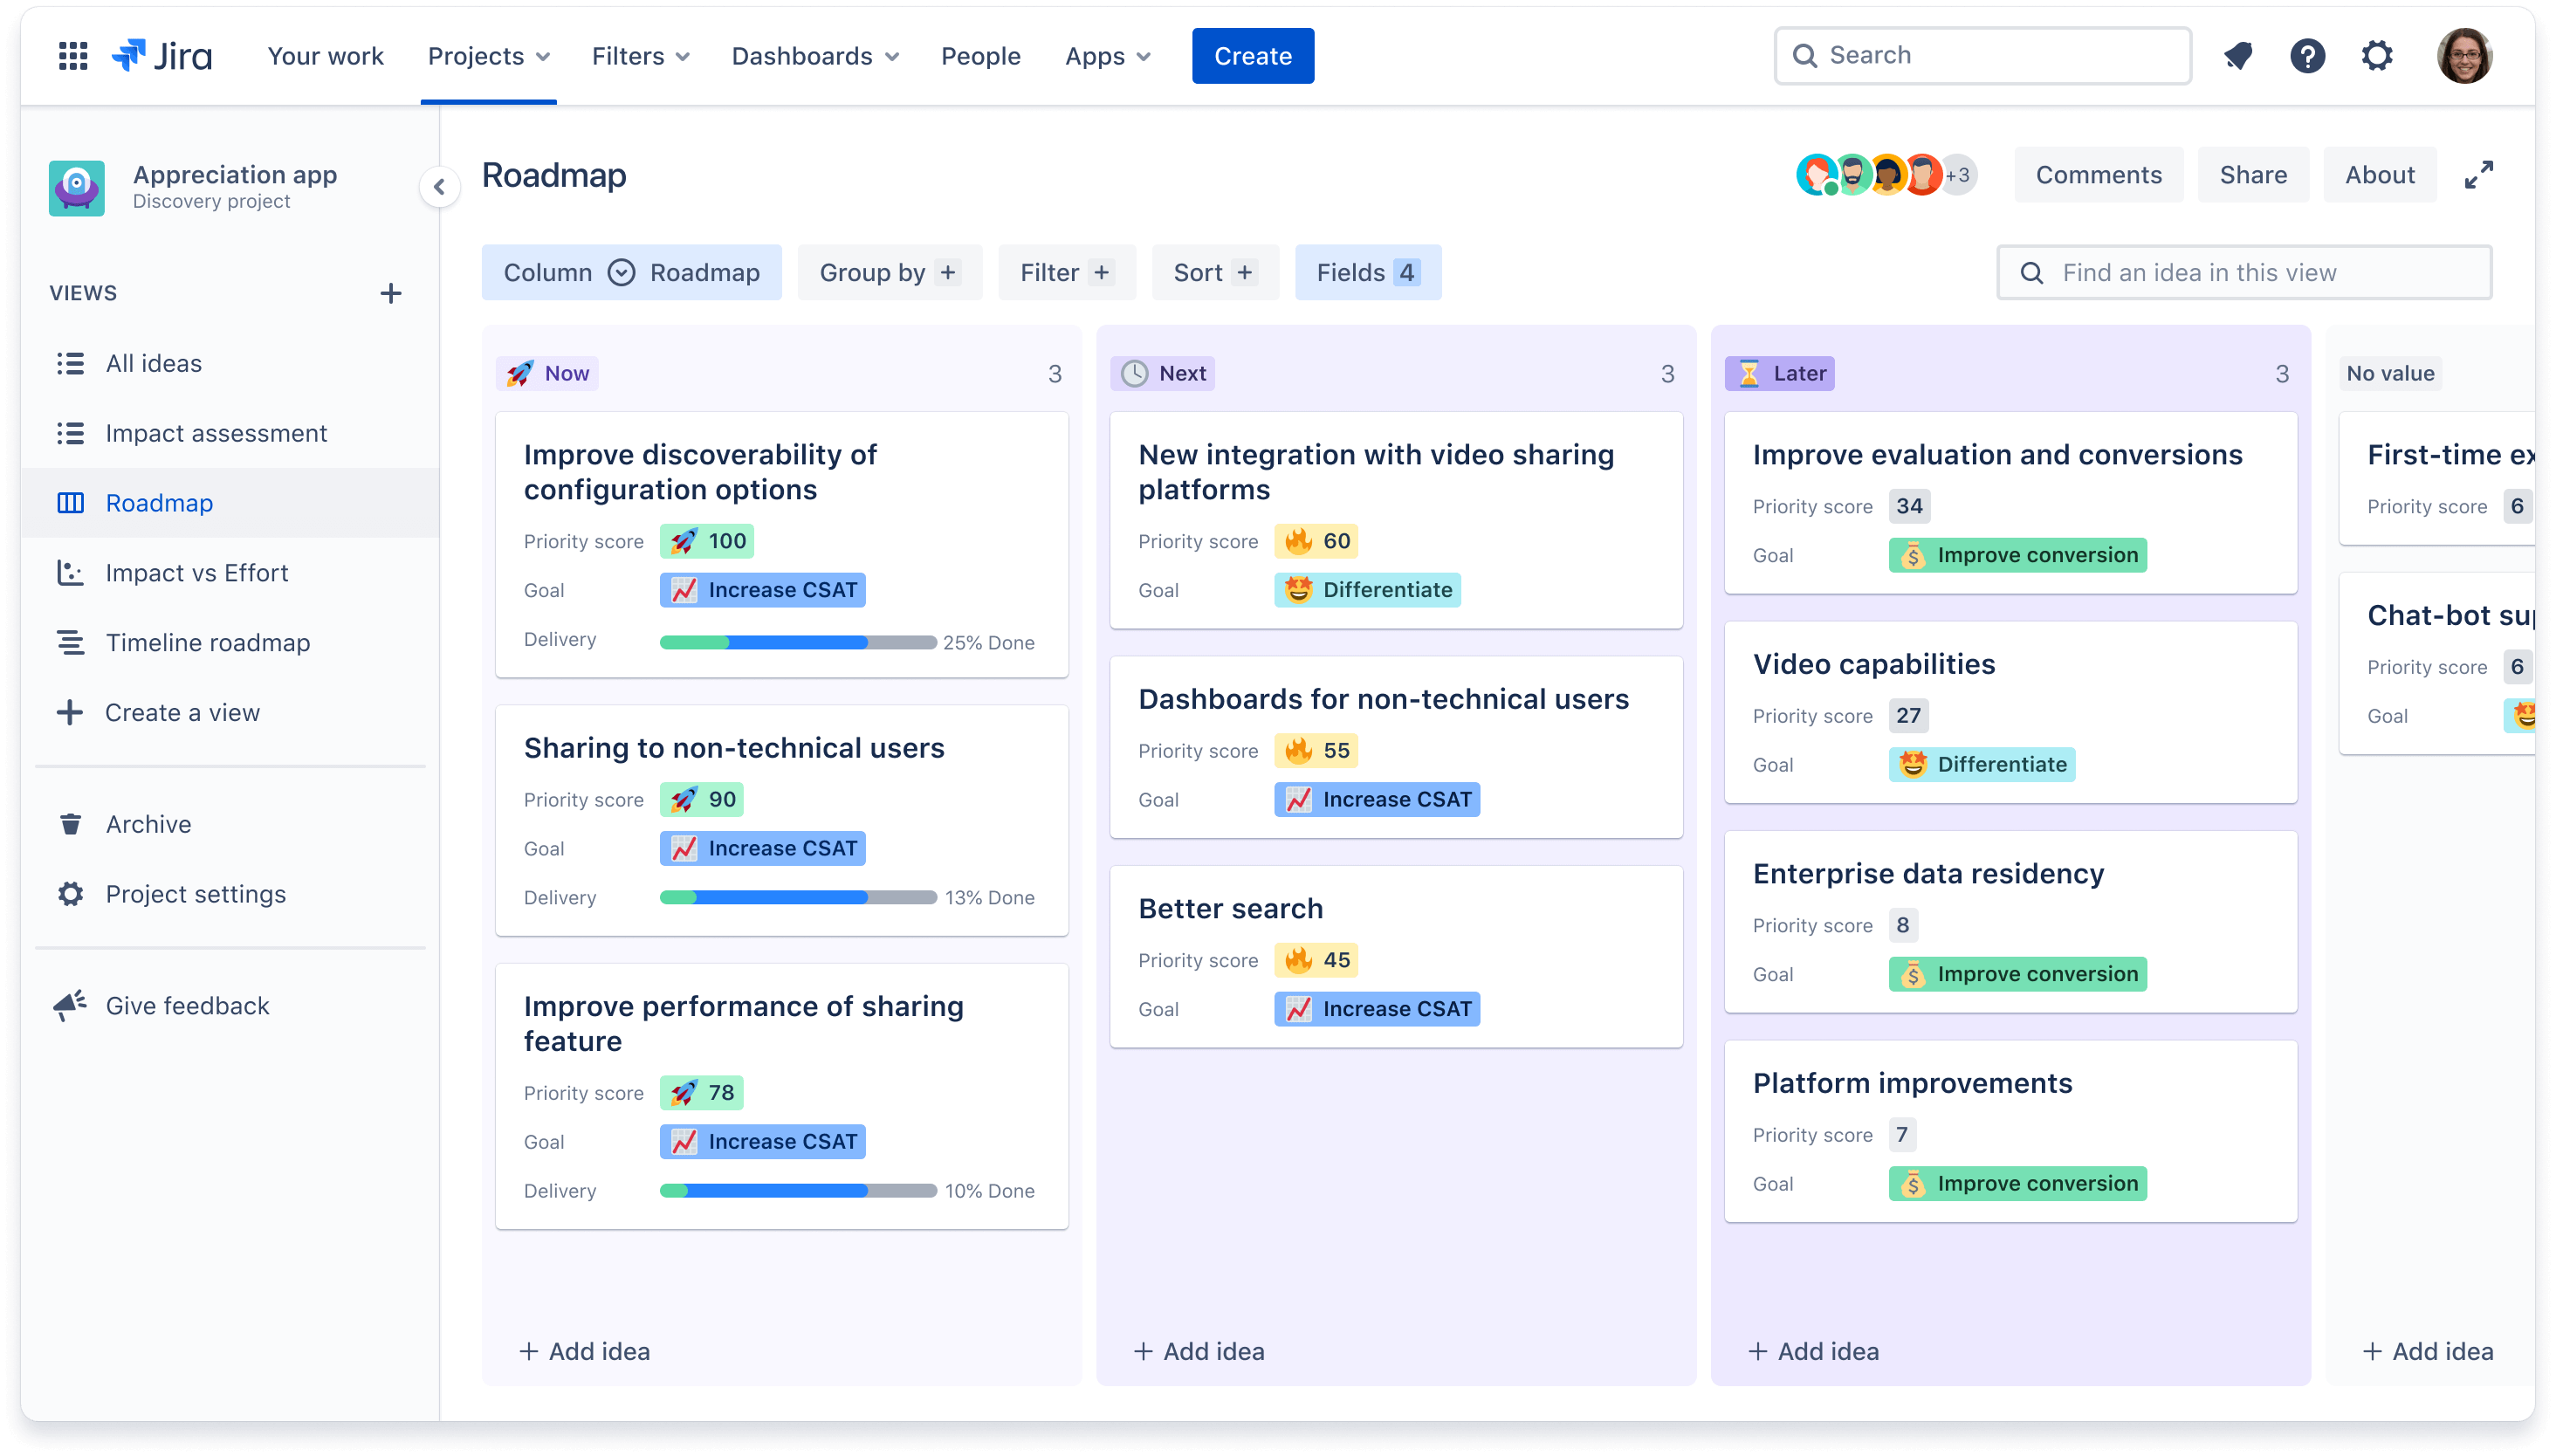 Jira
Your work
Projects
Filters
Dashboards
People
Apps
Create
Search
Appreciation app
Discovery project
VIEWS
All ideas
Impact assessment
Roadmap
Impact vs Effort
Timeline roadmap
Create a view
Archive
Project settings
Give feedback
Roadmap
+3
Comments
Share
About
Column Roadmap
Group by +
Filter +
Sort +
Fields 4
Find an idea in this view
Now 3
Improve discoverability of
configuration options
Priority score 100
Goal Increase CSAT
Delivery 25% Done
Sharing to non-technical users
Priority score 90
Goal Increase CSAT
Delivery 13% Done
Improve performance of sharing
feature
Priority score 78
Goal Increase CSAT
Delivery 10% Done
+ Add idea
Next 3
New integration with video sharing
platforms
Priority score 60
Goal Differentiate
Dashboards for non-technical users
Priority score 55
Goal Increase CSAT
Better search
Priority score 45
Goal Increase CSAT
+ Add idea
Later 3
Improve evaluation and conversions
Priority score 34
Goal Improve conversion
Video capabilities
Priority score 27
Goal Differentiate
Enterprise data residency
Priority score 8
Goal Improve conversion
Platform improvements
Priority score 7
Goal Improve conversion
+ Add idea
No value
First-time
Priority score 6
Chat-bot
Priority score 6
Goal
+ Add idea